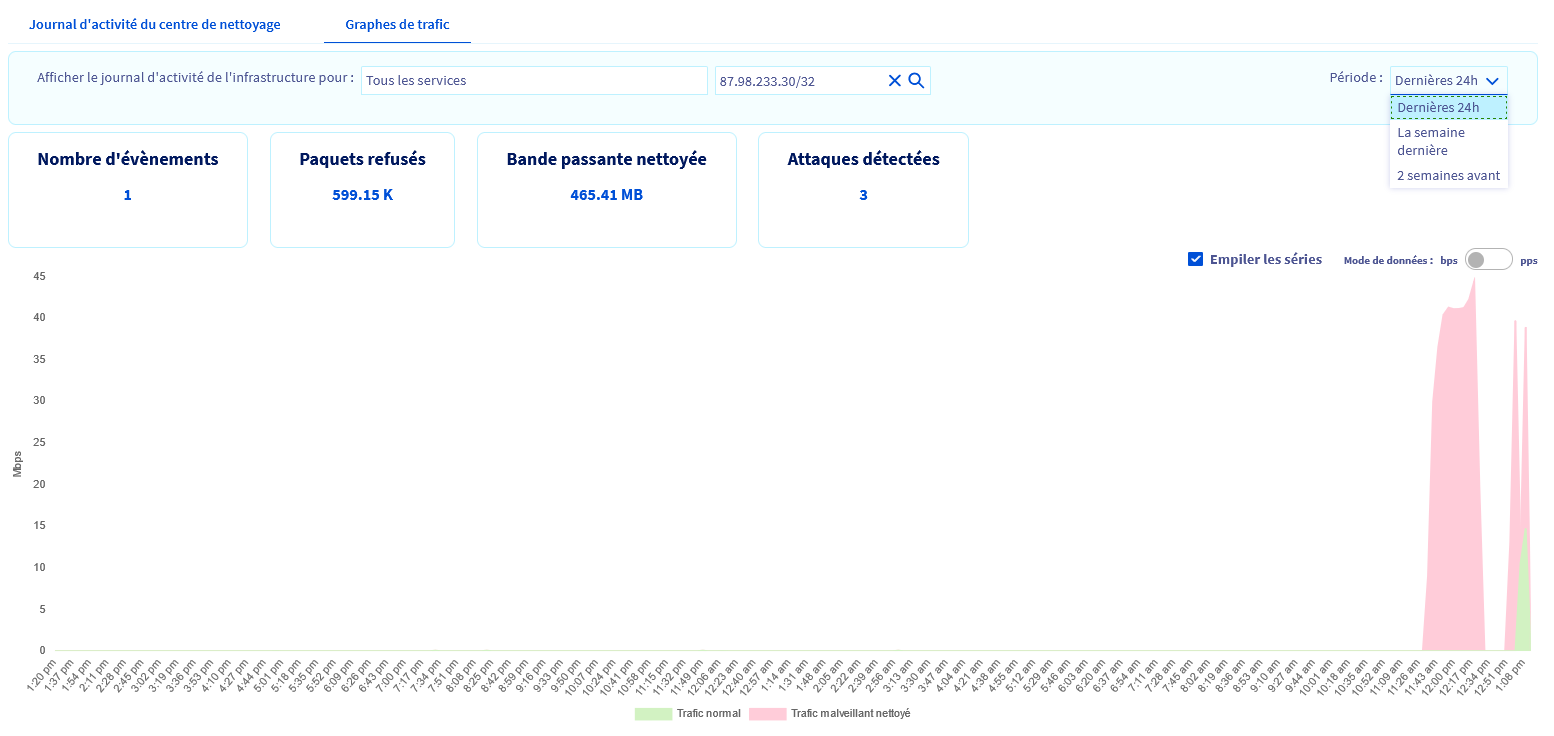 Journal d'activité du centre de nettoyage
Graphes de trafic
Afficher le journal d'activité de l'infrastructure pour :
Tous les services
87.98.233.30/32
Période :
Dernières 24h
Dernières 24h
La semaine
dernière
2 semaines avant
Nombre d'évènements
1
Paquets refusés
599.15 K
Bande passante nettoyée
465.41 MB
Attaques détectées
3
Empiler les séries
Mode de données : bps
pps
45
40
35
30
25
20
15
10
5
0
Mbps
1:20 pm
1:37 pm
1:54 pm
2:11 pm
2:28 pm
2:45 pm
3:02 pm
3:19 pm
3:36 pm
3:53 pm
4:10 pm
4:27 pm
4:44 pm
5:01 pm
5:18 pm
5:35 pm
5:52 pm
6:09 pm
6:26 pm
6:43 pm
7:00 pm
7:17 pm
7:34 pm
7:51 pm
8:08 pm
8:25 pm
8:42 pm
8:59 pm
9:16 pm
9:33 pm
9:50 pm
10:07 pm
10:24 pm
10:41 pm
10:58 pm
11:15 pm
11:32 pm
11:49 pm
12:06 am
12:23 am
12:40 am
12:57 am
1:14 am
1:31 am
1:48 am
2:05 am
2:22 am
2:39 am
2:56 am
3:13 am
3:30 am
3:47 am
4:04 am
4:21 am
4:38 am
4:55 am
5:12 am
5:29 am
5:46 am
6:03 am
6:20 am
6:37 am
6:54 am
7:11 am
7:28 am
7:45 am
8:02 am
8:19 am
8:36 am
8:53 am
9:10 am
9:27 am
9:44 am
10:01 am
10:18 am
10:35 am
10:52 am
11:09 am
11:26 am
11:43 am
12:00 pm
12:17 pm
12:34 pm
12:51 pm
1:08 pm
Trafic normal
Trafic malveillant nettoyé